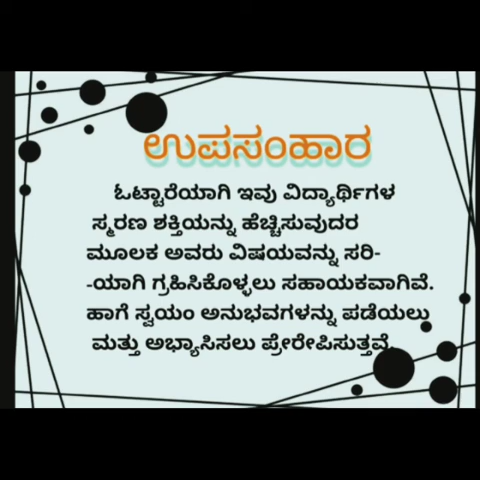 ಉಪಸಂಹಾರ
ಓಟ್ಟಾರೆಯಾಗಿ ಇವು ವಿದ್ಯಾರ್ಥಿಗಳ
ಸ್ಮರಣ ಶಕ್ತಿಯನ್ನು ಹೆಚ್ಚಿಸುವುದರ
ಮೂಲಕ ಅವರು ವಿಷಯವನ್ನು ಸರಿ-
-ಯಾಗಿ ಗ್ರಹಿಸಿಕೊಳ್ಳಲು ಸಹಾಯಕವಾಗಿವೆ.
ಹಾಗೆ ಸ್ವಯಂ ಅನುಭವಗಳನ್ನು ಪಡೆಯಲು
ಮತ್ತು ಅಭ್ಯಾಸಿಸಲು ಪ್ರೇರೇಪಿಸುತ್ತವೆ.